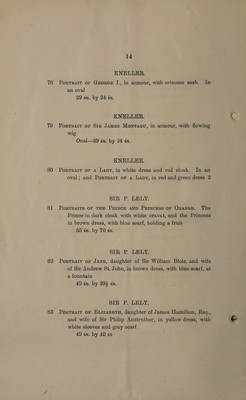 14
KNELLER.
78 PORTRAIT OF GEORGE I., in armour, with crimson sash. In
an oval
29 in. by 24 in.
KNELLER.
79 PORTRAIT OF SIR JAMES MONTAGU, in armour, with flowing
wig
Oval—29 in. by 24 in.
KNELLER.
80 PORTRAIT OF A LADY, in white dress and red cloak. In an
oval; and PORTRAIT OF A LADY, in red and green dress 2
SIR P. LELY.
81 PORTRAITS OF THE PRINCE AND PRINCESS OF ORANGE. The
Prince in dark cloak with white cravat, and the Princess
in brown dress, with blue scarf, holding a fruit
55 in. by 70 in.
SIR P. LELY.
82 PORTRAIT OF JANE, daughter of Sir William Blois, and wife
of Sir Andrew St. John, in brown dress, with blue scarf, at
a fountain
49 in. by 39½ in.
SIR P. LELY.
83 PORTRAIT OF ELIZABETH, daughter of James Hamilton, Esq.,
and wife of Sir Philip Anstruther, in yellow dress, with
white sleeves and grey scarf
49 in. by 40 in